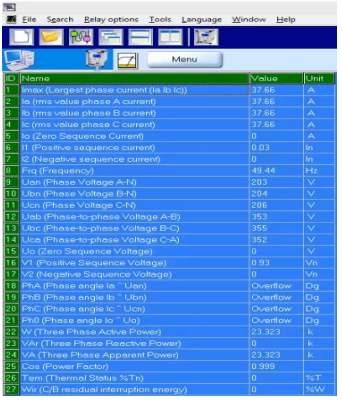 File Search Relay options Tools Language Window Help
Menu
ID Name Value Unit
1 Imax (Largest phase current (Ia Ib Ic)) 37.66 A
2 Ia (rms value phase A current) 37.66 A
3 Ib (rms value phase B current) 37.66 A
4 Ic (rms value phase C current) 37.66 A
5 Io (Zero Sequence Current) 0 A
6 I1 (Positive sequence current) 0.03 In
7 I2 (Negative sequence current) 0 In
8 Frq (Frequency) 49.44 Hz
9 Uan (Phase Voltage A-N) 203 V
10 Ubn (Phase Voltage B-N) 204 V
11 Ucn (Phase Voltage C-N) 206 V
12 Uab (Phase-to-phase Voltage A-B) 353 V
13 Ubc (Phase-to-phase Voltage B-C) 355 V
14 Uca (Phase-to-phase Voltage C-A) 352 V
15 Uo (Zero Sequence Voltage) 0 V
16 V1 (Positive Sequence Voltage) 0.93 Vn
17 V2 (Negative Sequence Voltage) 0 Vn
18 PhA (Phase angle Ia ^ Uan) Overflow Dg
19 PhB (Phase angle Ib ^ Ubn) Overflow Dg
20 PhC (Phase angle Ic ^ Ucn) Overflow Dg
21 Ph0 (Phase angle Io ^ Uo) Overflow Dg
22 W (Three Phase Active Power) 23.323 k
23 VAr (Three Phase Reactive Power) 0 k
24 VA (Three Phase Apparent Power) 23.323 k
25 Cos (Power Factor) 0.999
26 Tem (Thermal Status %Tn) 0 %T
27 Wir (C/B residual interruption energy) 0 %W